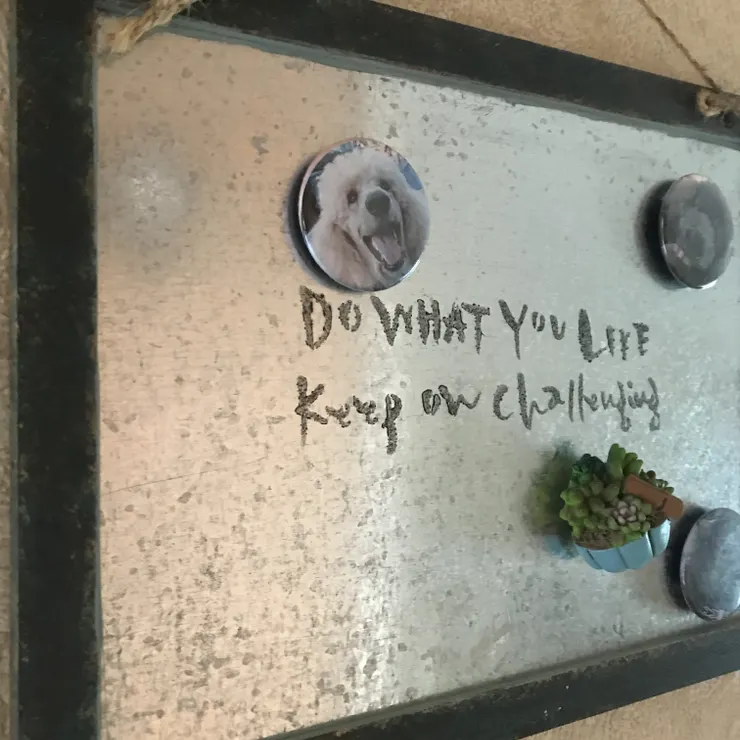 DO WHAT YOU LIKE
Keep on challenging